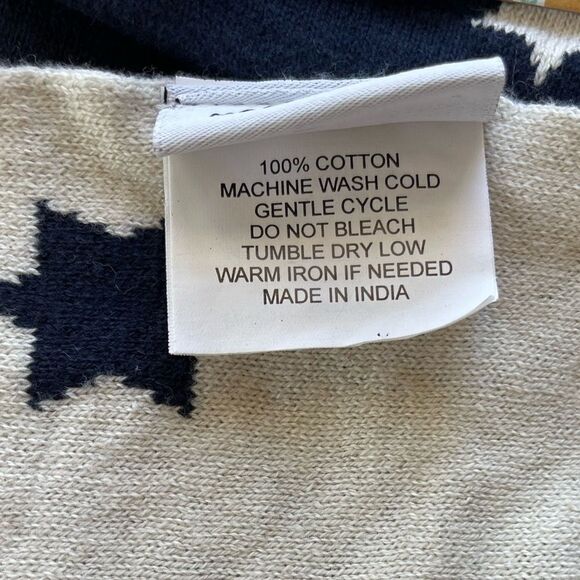 100% COTTON
MACHINE WASH COLD
GENTLE CYCLE
DO NOT BLEACH
TUMBLE DRY LOW
WARM IRON IF NEEDED
MADE IN INDIA